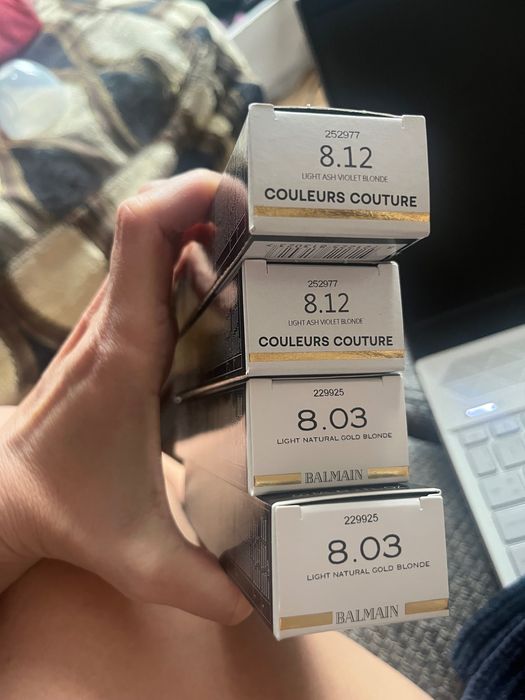 252977
8.12
LIGHT ASH VIOLET BLONDE
COULEURS COUTURE
252977
8.12
LIGHT ASH VIOLET BLONDE
COULEURS COUTURE
229925
8.03
LIGHT NATURAL GOLD BLONDE
BALMAIN
229925
8.03
LIGHT NATURAL GOLD BLONDE
BALMAIN